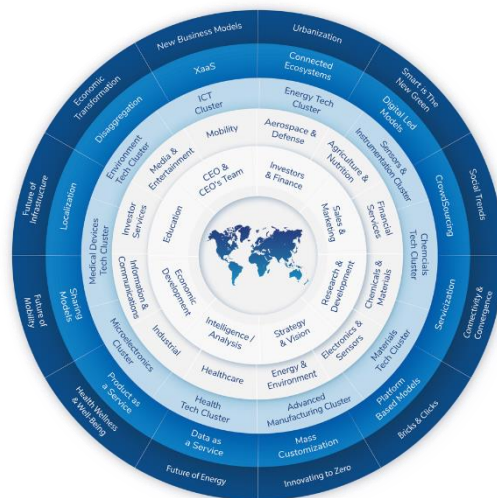 New Business Models
Urbanization
Smart is The
New Green
Social Trends
Connectivity &
Convergence
Bricks & Clicks
Innovating to Zero
Future of Energy
Health Wellness
& Well-Being
Future of
Mobility
Future of
Infrastructure
Economic
Transformation
XaaS
Connected
Ecosystems
Digital Led
Models
CrowdSourcing
Servicization
Platform
Based Models
Mass
Customization
Data as
a Service
Product as
a Service
Sharing
Models
Localization
Disaggregation
ICT
Cluster
Energy Tech
Cluster
Sensors &
Instrumentation Cluster
Chemcials
Tech Cluster
Materials
Tech Cluster
Advanced
Manufacturing Cluster
Health
Tech Cluster
Microelectronics
Cluster
Medical Devices
Tech Cluster
Environment
Tech Cluster
Mobility
Aerospace &
Defense
Agriculture &
Nutrition
Financial
Services
Chemicals &
Materials
Electronics &
Sensors
Energy &
Environment
Healthcare
Industrial
Information &
Communications
Investor
Services
Media &
Entertainment
CEO &
CEO's Team
Investors
& Finance
Sales &
Marketing
Research &
Development
Strategy
& Vision
Intelligence /
Analysis
Economic
Development
Education